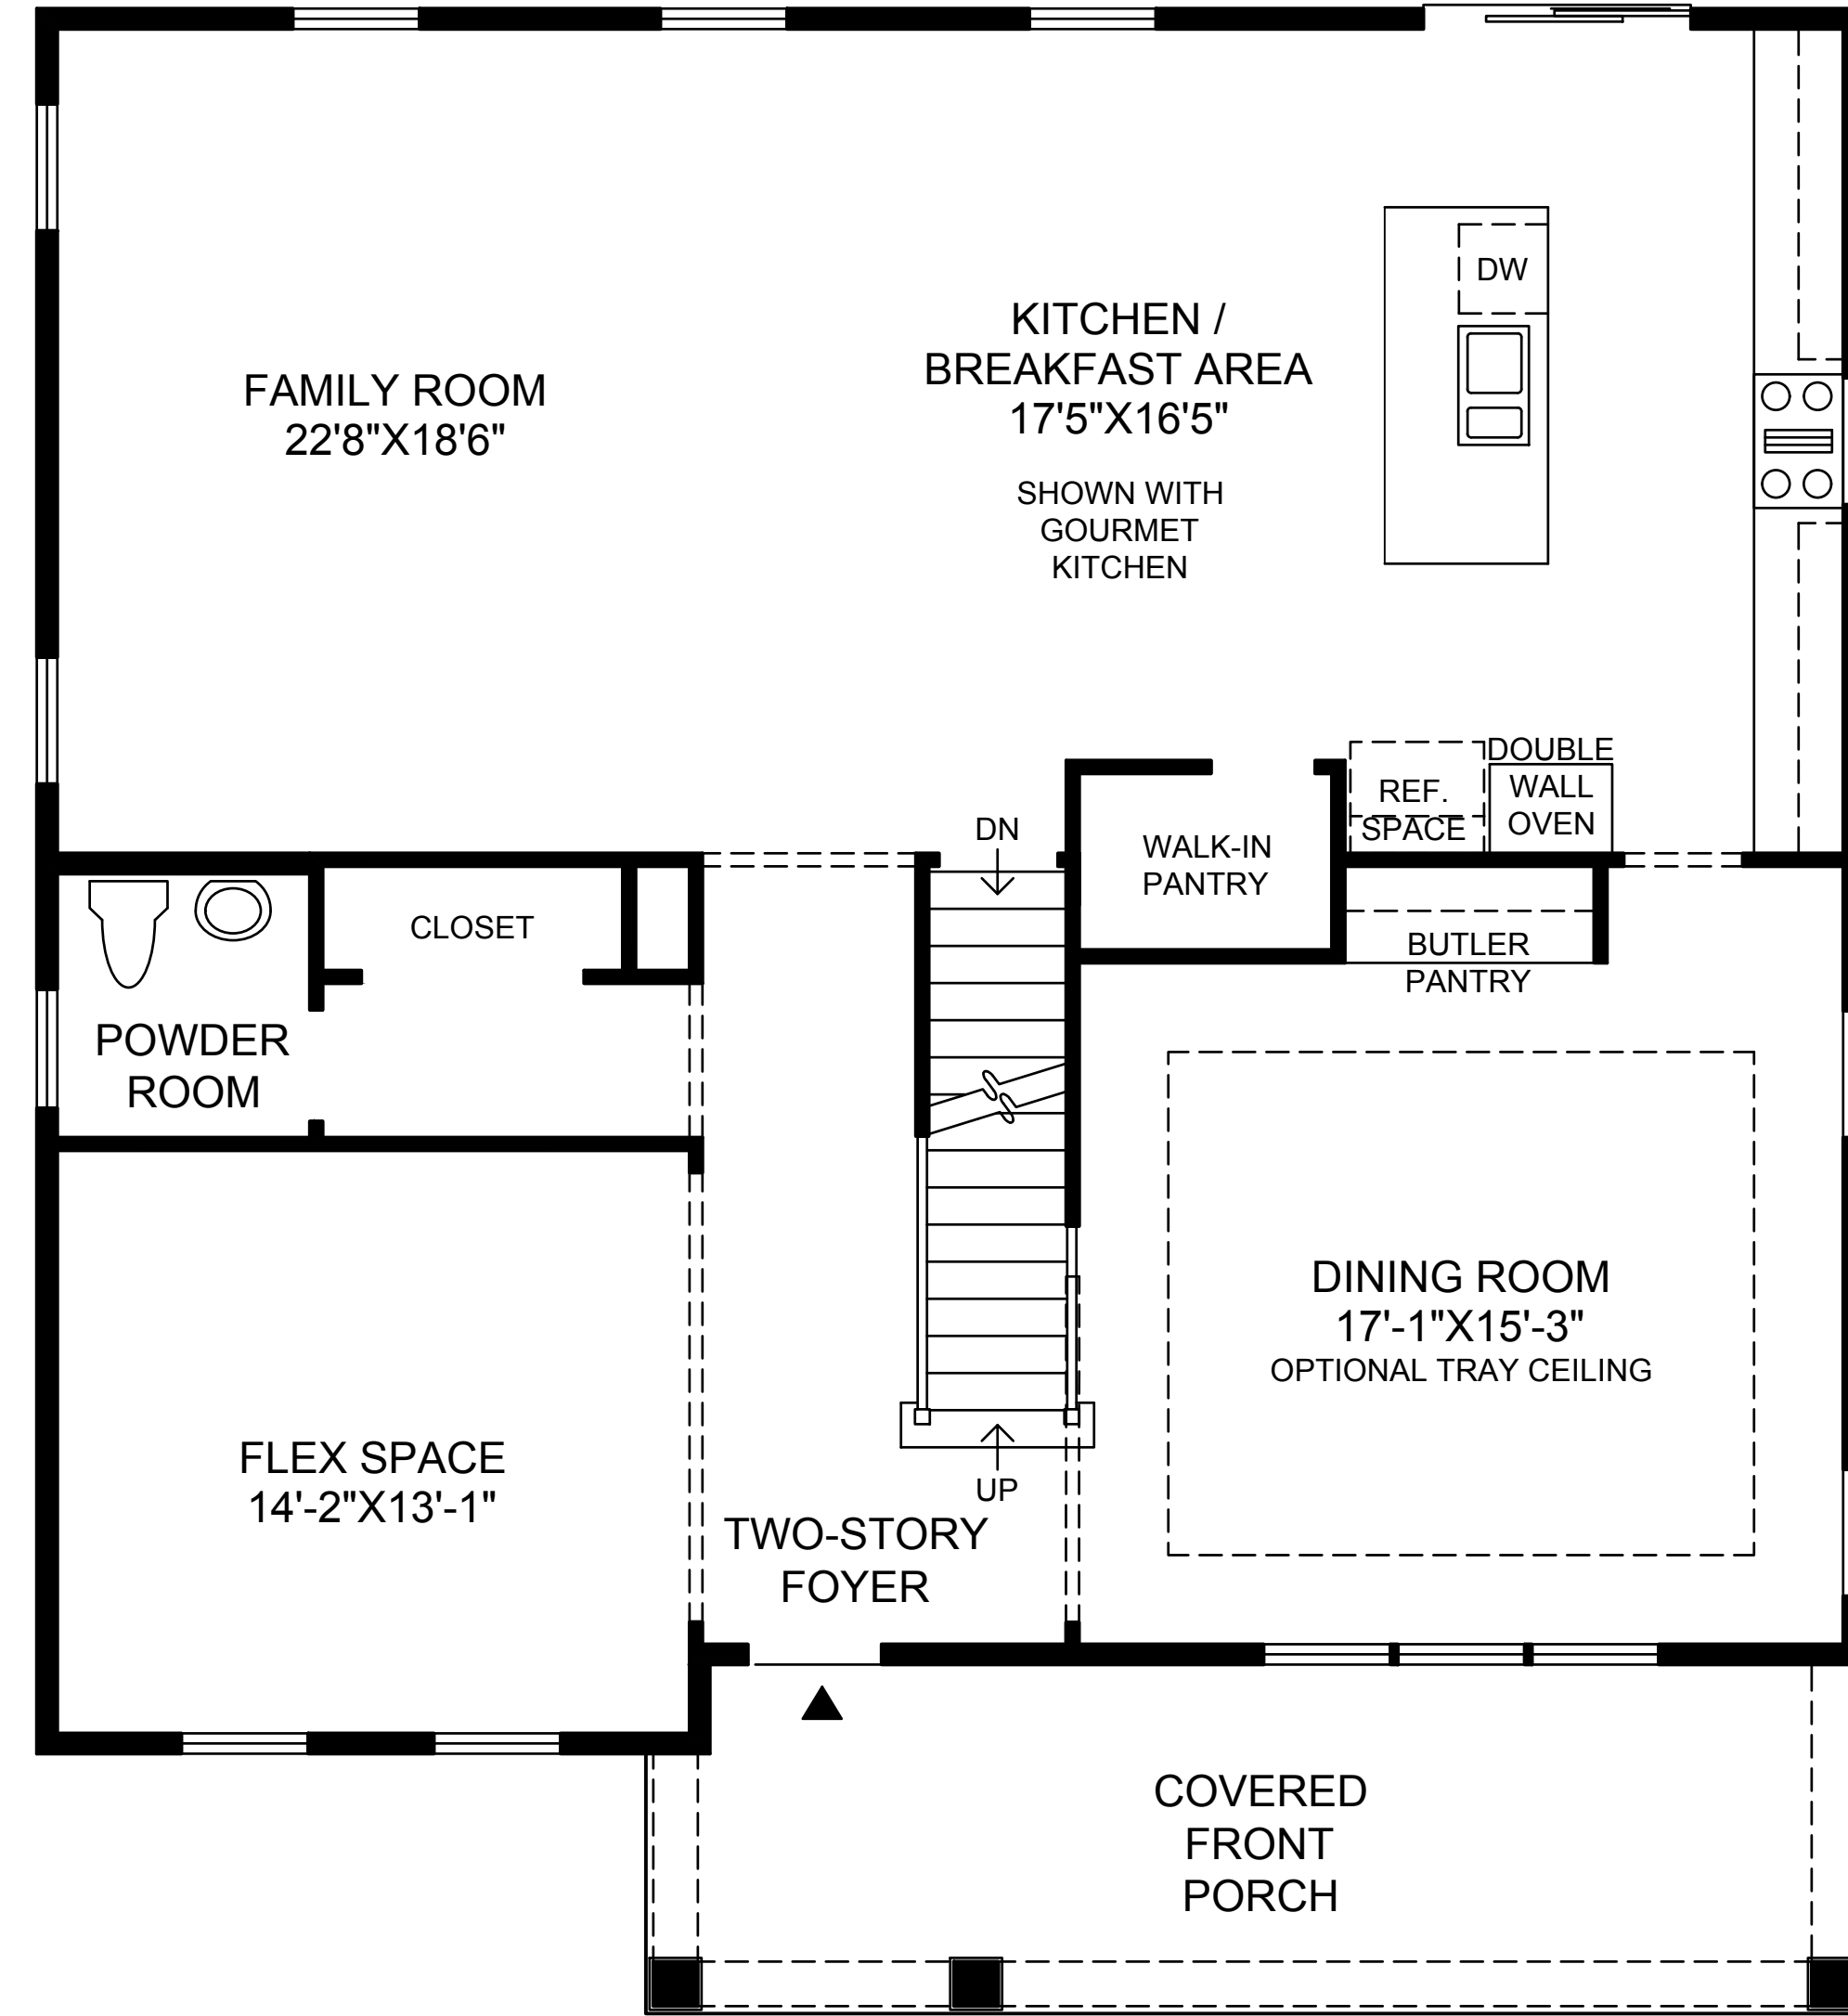 DW
KITCHEN /
BREAKFAST AREA
17'5"X16'5"
SHOWN WITH
GOURMET
KITCHEN
FAMILY ROOM
22'8"X18'6"
DOUBLE
WALL
OVEN
REF.
SPACE
DN
WALK-IN
PANTRY
CLOSET
BUTLER
PANTRY
POWDER
ROOM
DINING ROOM
17'-1"X15'-3"
OPTIONAL TRAY CEILING
FLEX SPACE
14'-2"X13'-1"
UP
TWO-STORY
FOYER
COVERED
FRONT
PORCH